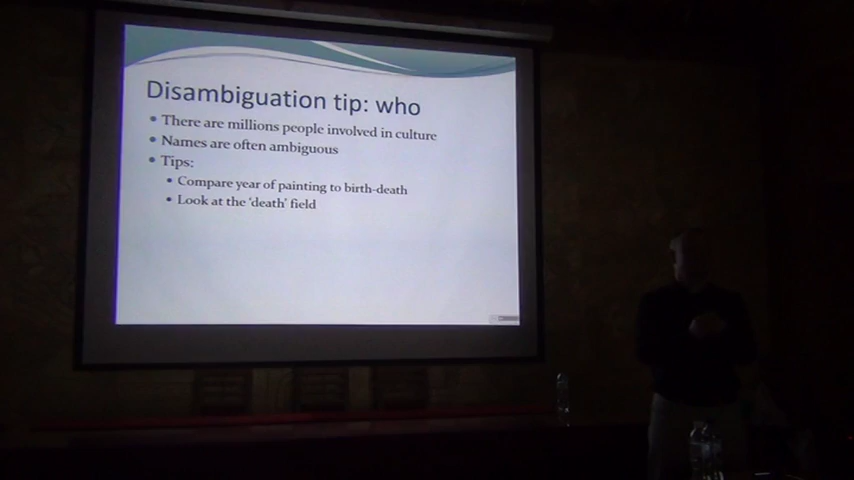 Disambiguation tip: who
• There are millions people involved in culture
• Names are often ambiguous
• Tips:
• Compare year of painting to birth-death
• Look at the 'death' field